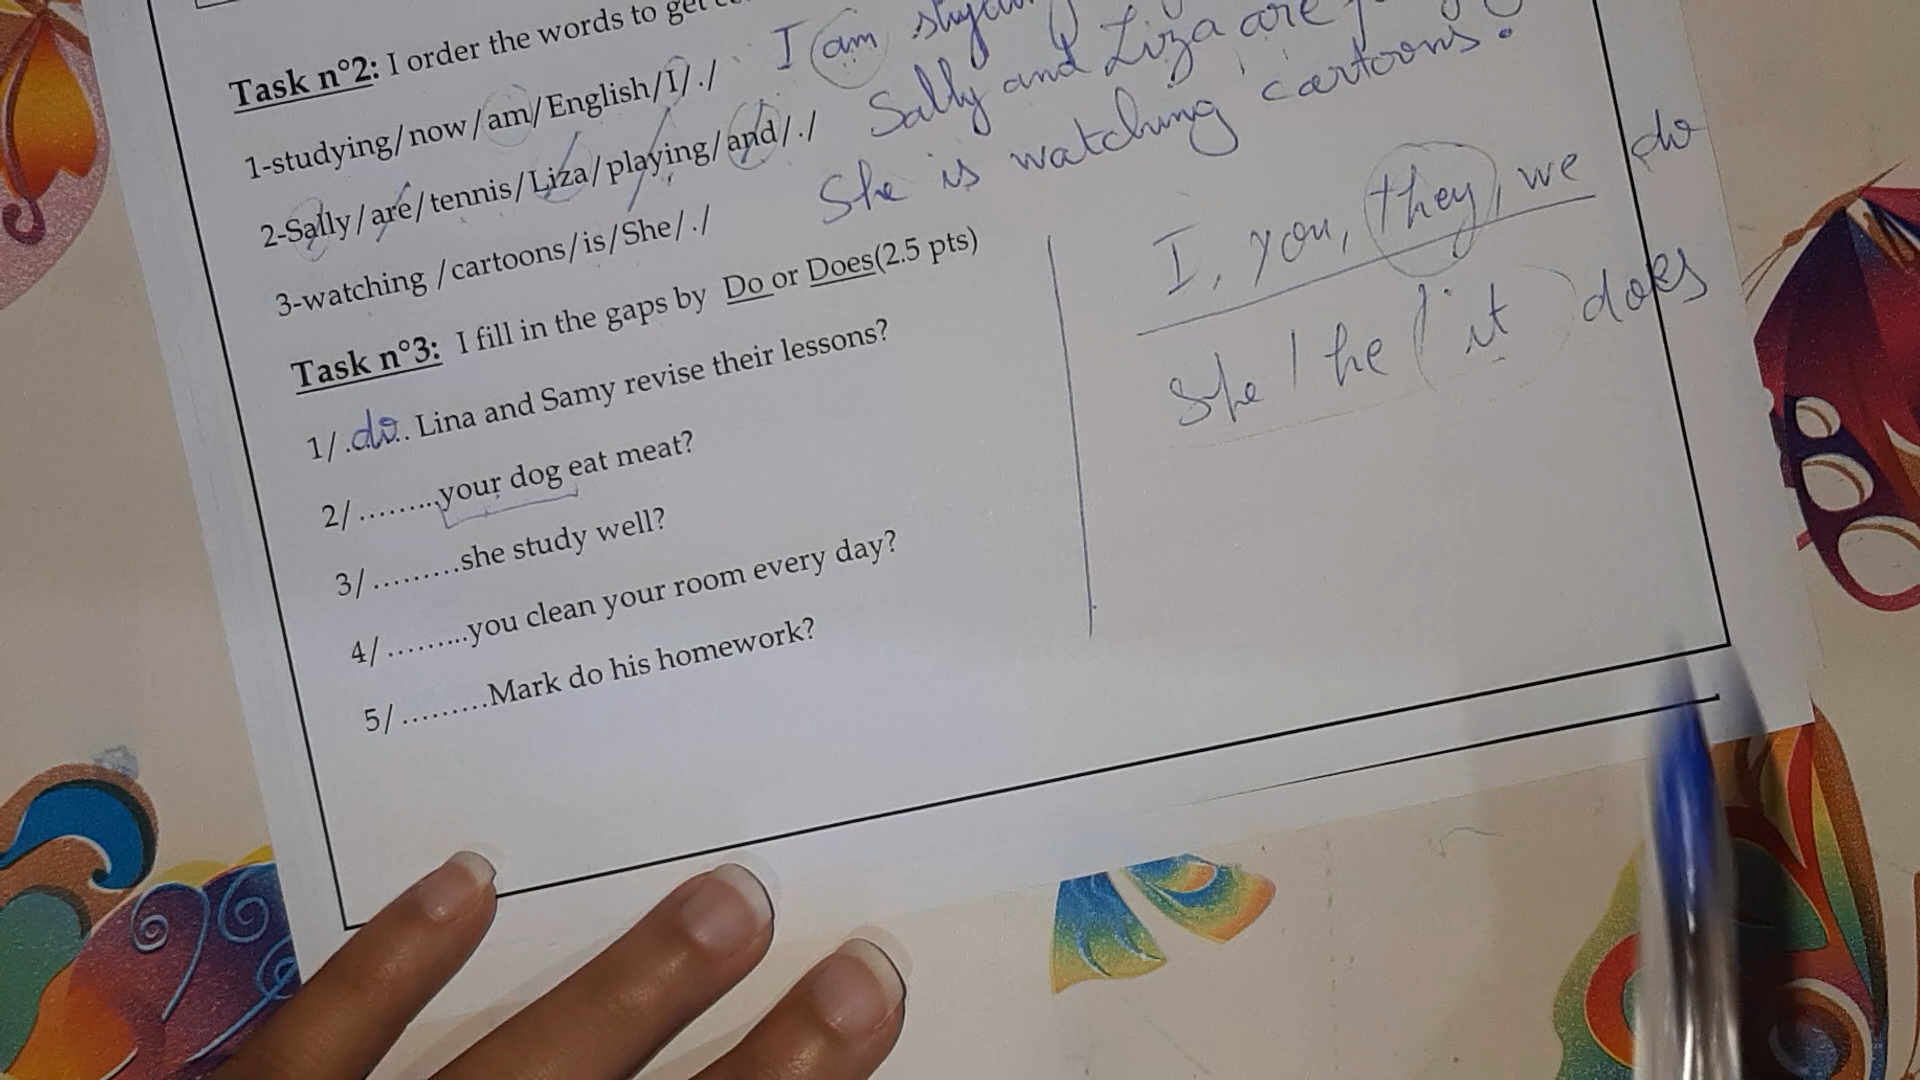 Task n°2: I order the words to get
1-studying/ now / am/ English/ I/ . / I am
2-Sally / are/ tennis/ Liza/ playing/ and/ . / Sally and Liza are
3-watching / cartoons/ is/ She/ . / She is watching cartoons.
Task n°3: I fill in the gaps by Do or Does(2.5 pts)
1/ .do.. Lina and Samy revise their lessons?
2/ .........your dog eat meat?
3/ .........she study well?
4/ .........you clean your room every day?
5/ .........Mark do his homework?
I, you, they, we do
She / he / it does